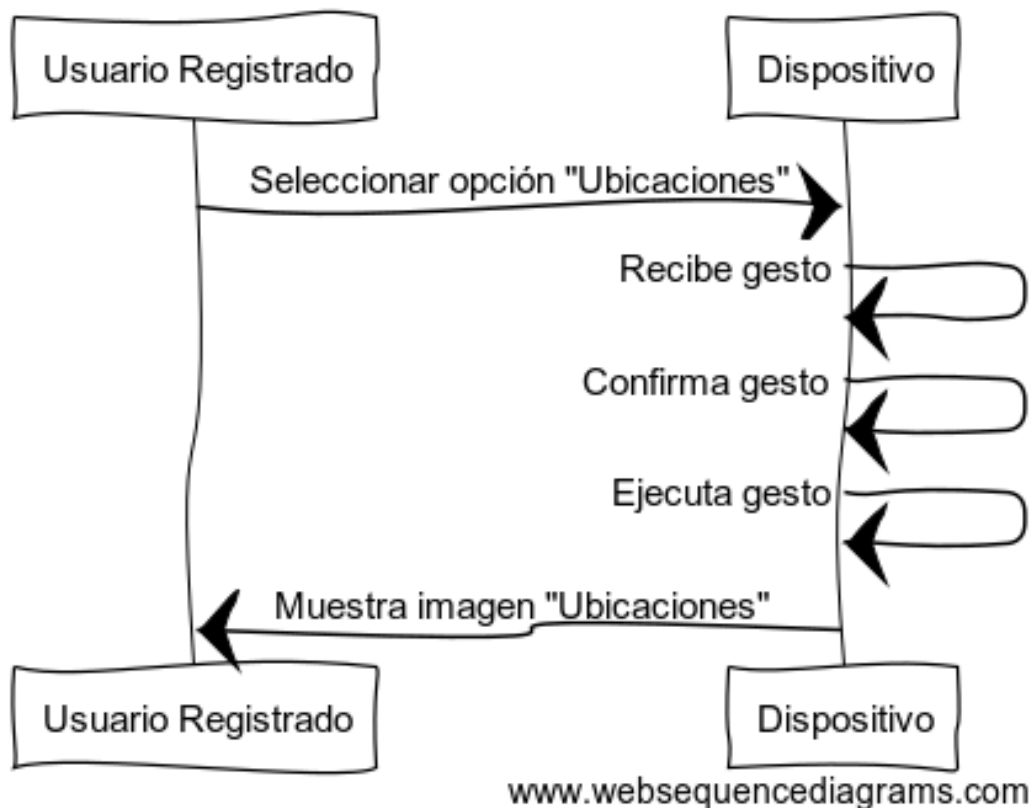 Usuario Registrado
Dispositivo
Seleccionar opción "Ubicaciones"
Recibe gesto
Confirma gesto
Ejecuta gesto
Muestra imagen "Ubicaciones"
Usuario Registrado
Dispositivo
www.websequencediagrams.com